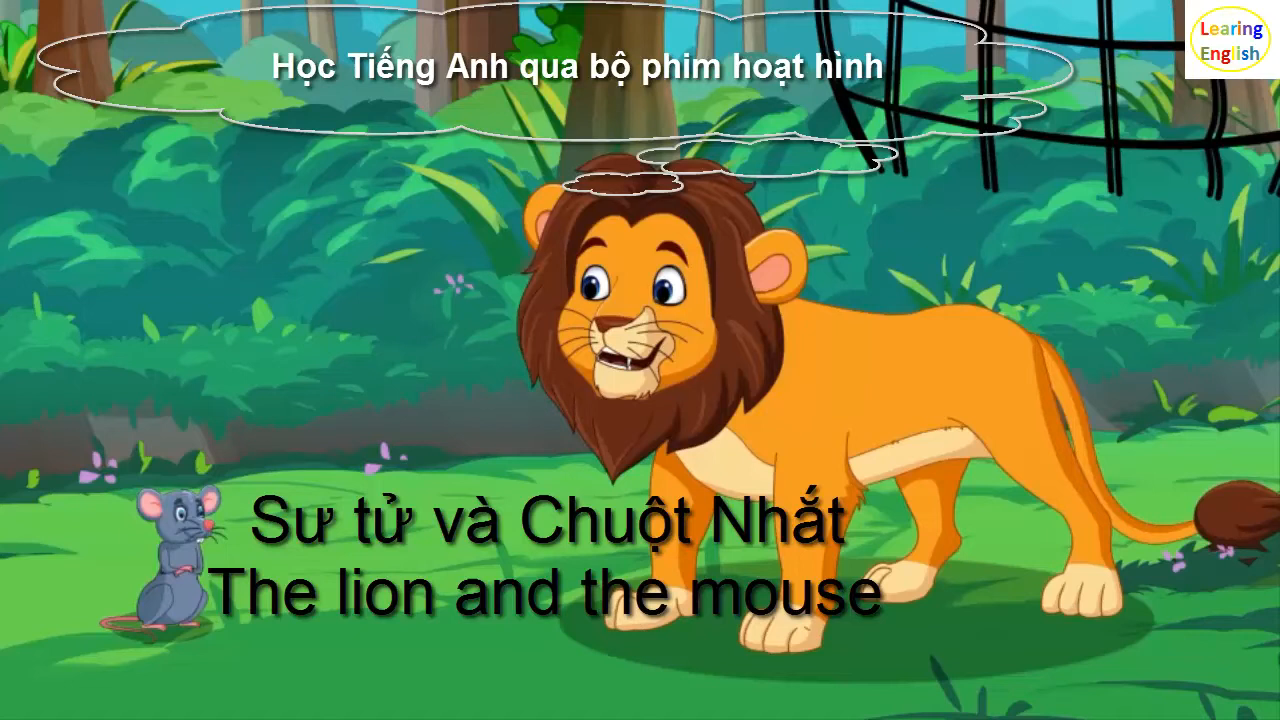 Học Tiếng Anh qua bộ phim hoạt hình
Learing
English
Sư tử và Chuột Nhắt
The lion and the mouse